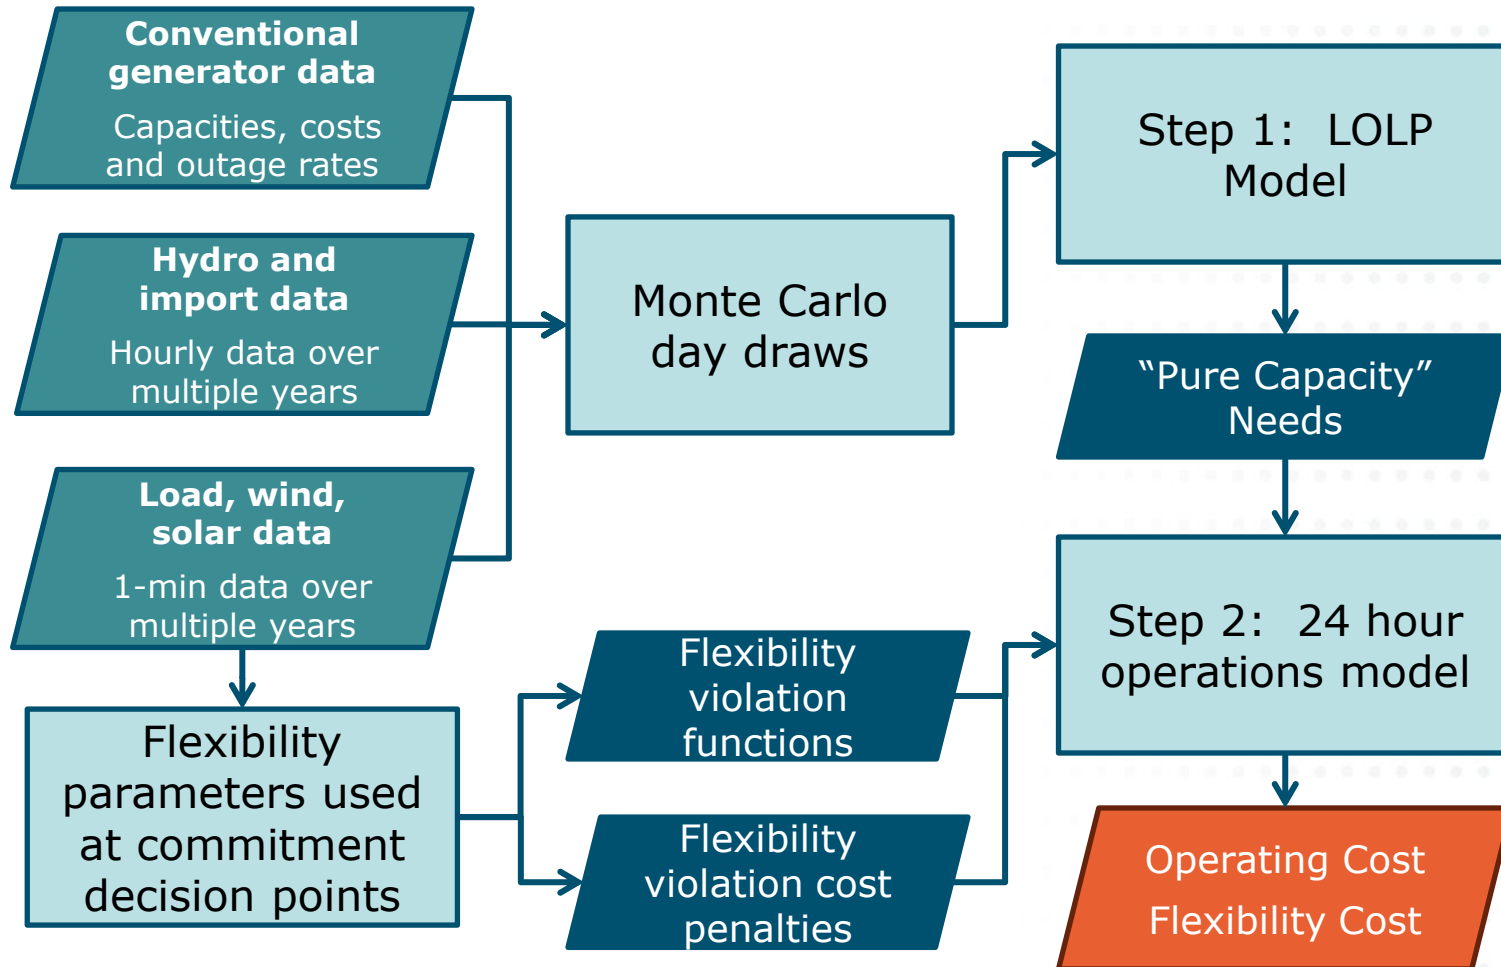 Conventional
generator data
Capacities, costs
and outage rates
Hydro and
import data
Hourly data over
multiple years
Load, wind,
solar data
1-min data over
multiple years
Flexibility
parameters used
at commitment
decision points
Monte Carlo
day draws
Flexibility
violation
functions
Flexibility
violation cost
penalties
Step 1:  LOLP
Model
“Pure Capacity”
Needs
Step 2:  24 hour
operations model
Operating Cost
Flexibility Cost